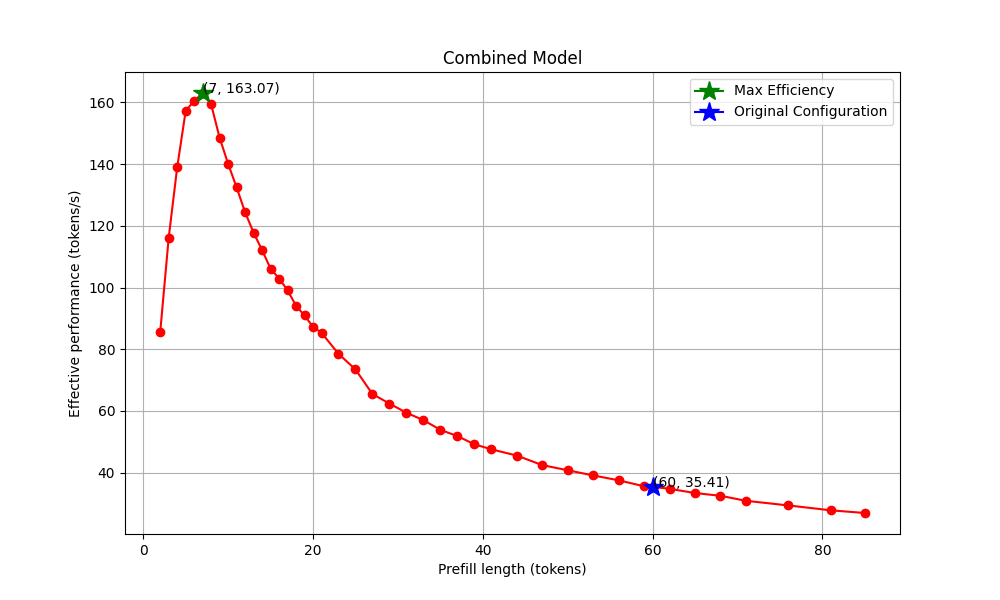 Combined Model
(7, 163.07)
Max Efficiency
Original Configuration
160
140
120
100
80
60
40
Effective performance (tokens/s)
(60, 35.41)
0 20 40 60 80
Prefill length (tokens)